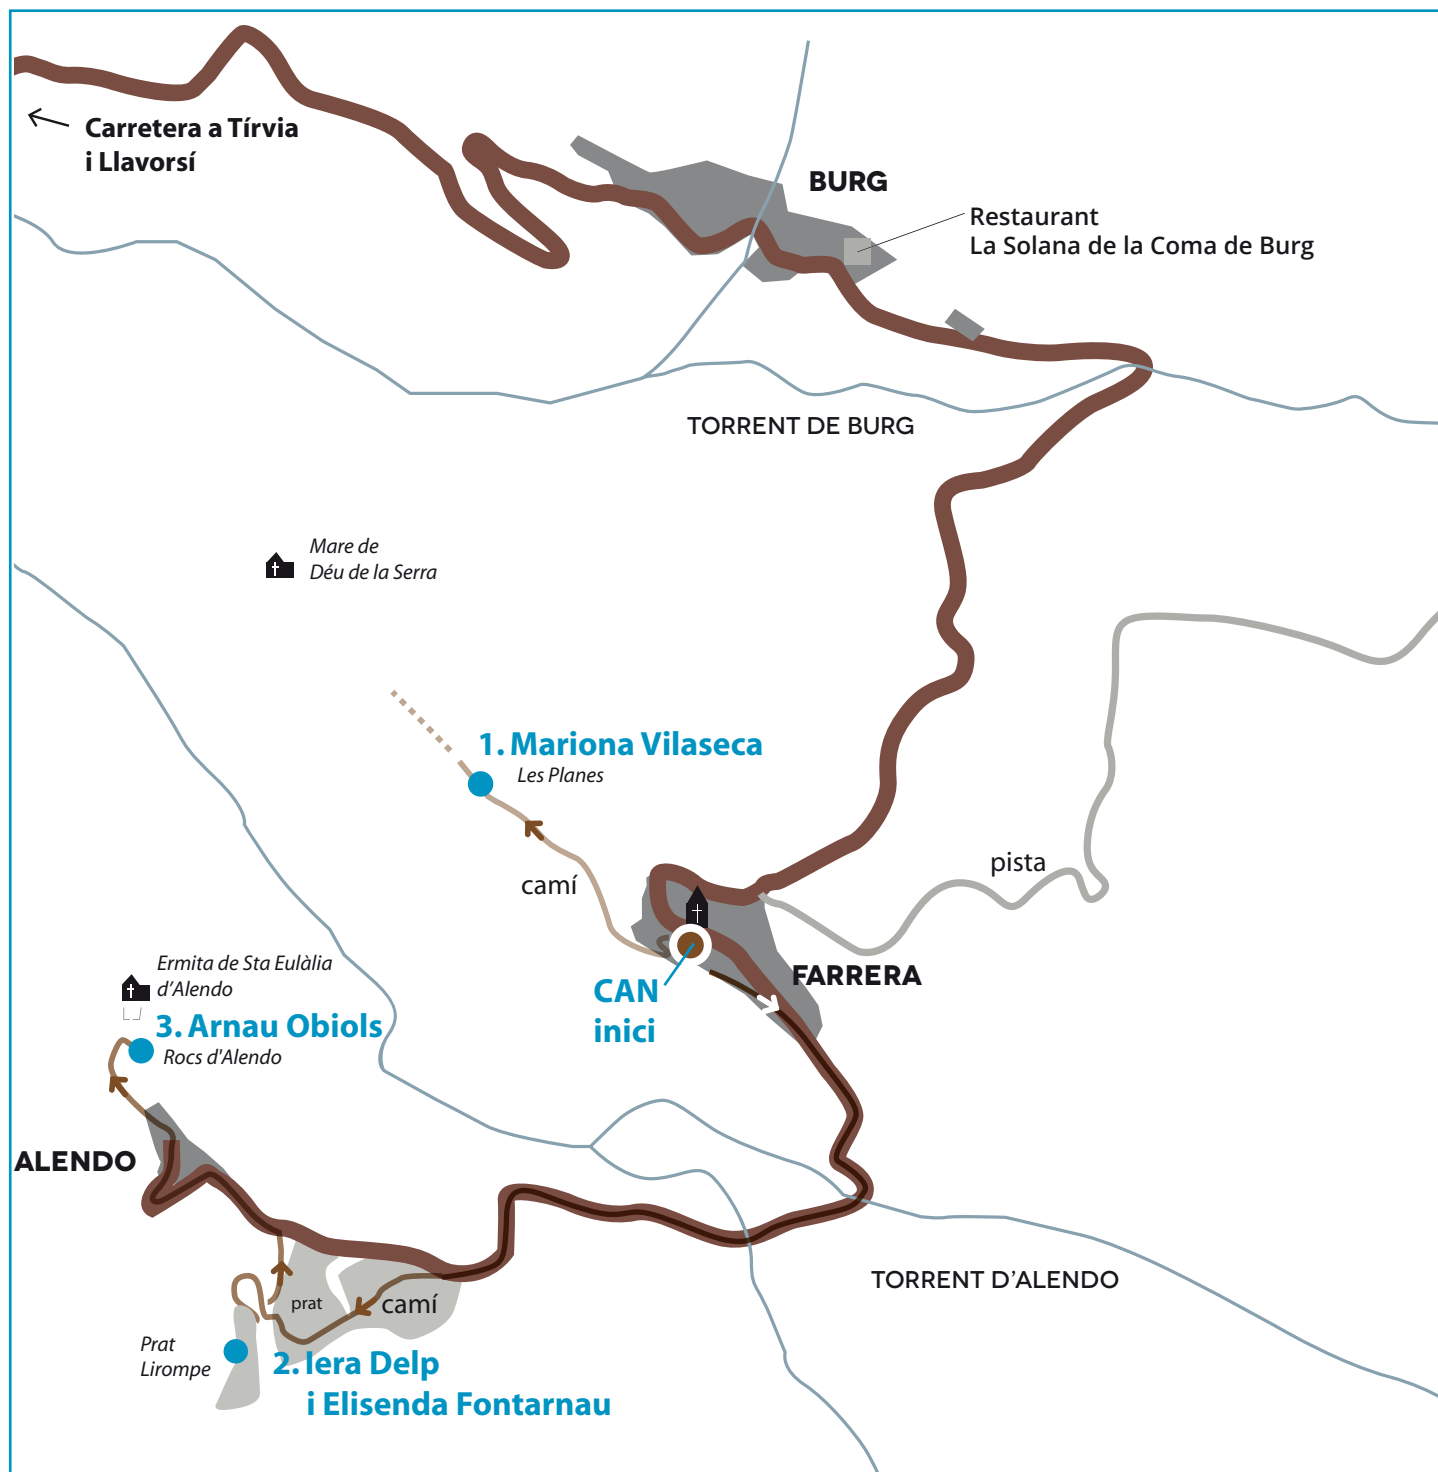 Carretera a Tírvia
i Llavorsí
BURG
Restaurant
La Solana de la Coma de Burg
TORRENT DE BURG
Mare de
Déu de la Serra
1. Mariona Vilaseca
Les Planes
camí
pista
Ermita de Sta Eulàlia
d'Alendo
3. Arnau Obiols
Rocs d'Alendo
CAN
inici
FARRERA
ALENDO
TORRENT D'ALENDO
prat
camí
Prat
Lirompe
2. Iera Delp
i Elisenda Fontarnau